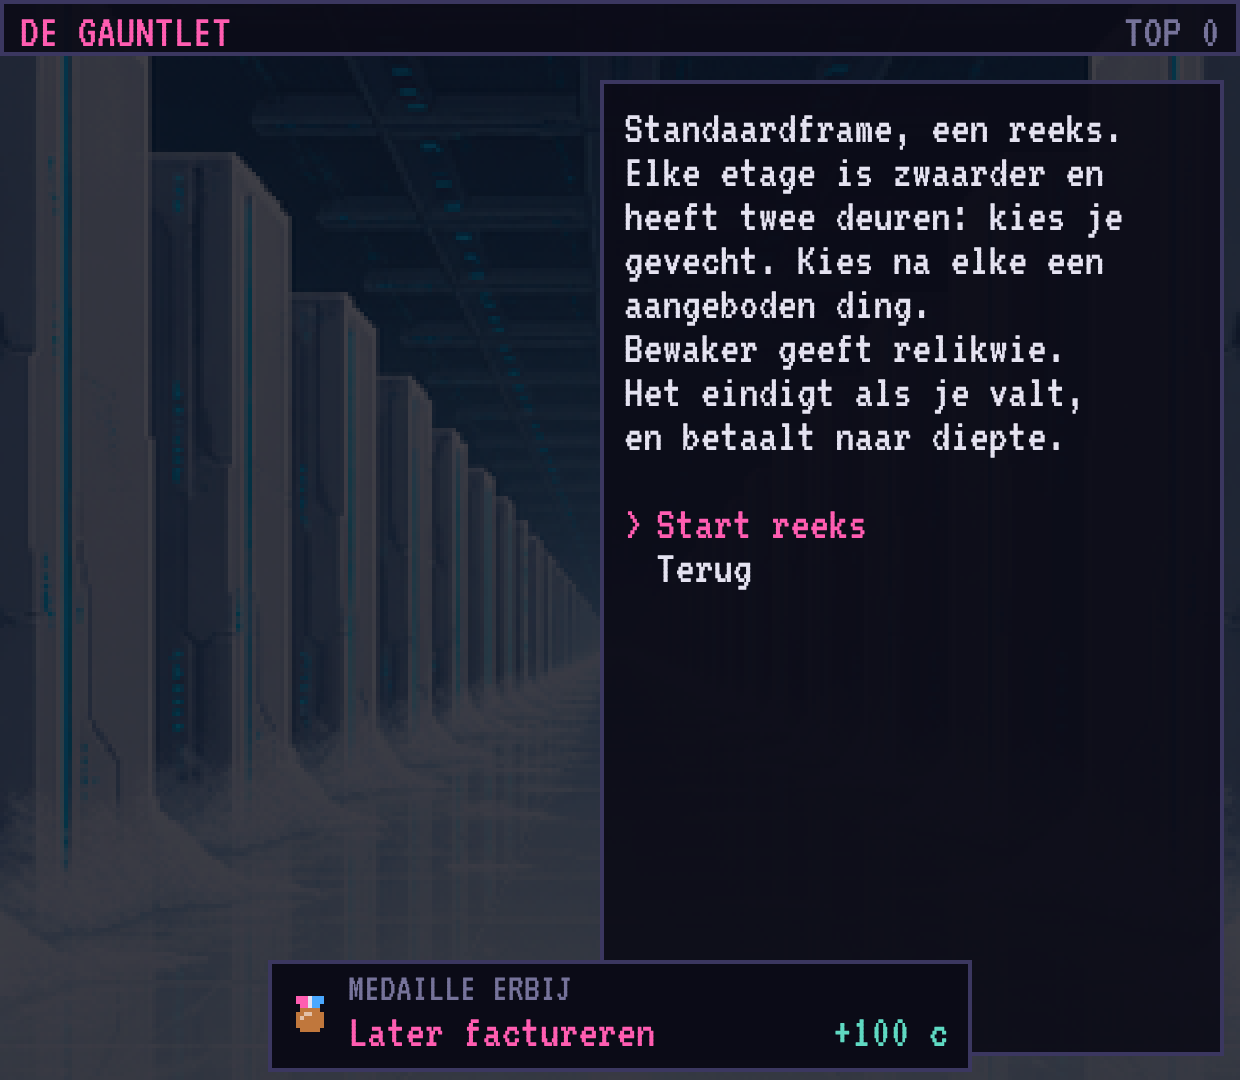 DE GAUNTLET
TOP 0
Standaardframe, een reeks.
Elke etage is zwaarder en
heeft twee deuren: kies je
gevecht. Kies na elke een
aangeboden ding.
Bewaker geeft relikwie.
Het eindigt als je valt,
en betaalt naar diepte.
> Start reeks
Terug
MEDAILLE ERBIJ
Later factureren +100 c